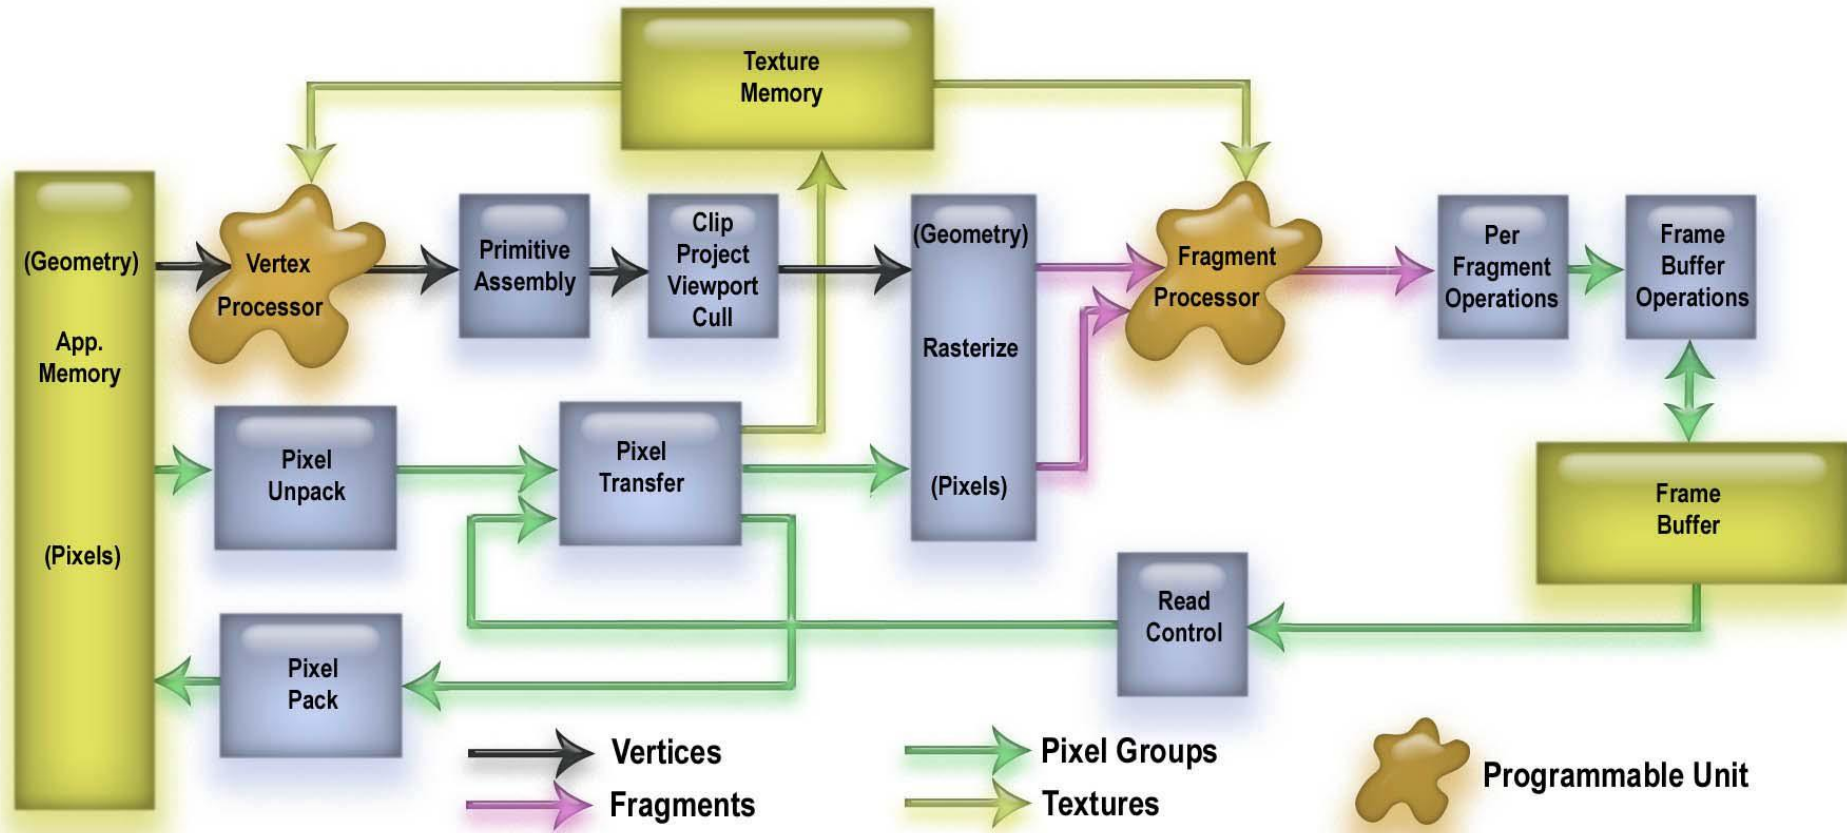 Texture
Memory
(Geometry)
App.
Memory
(Pixels)
Vertex
Processor
Primitive
Assembly
Clip
Project
Viewport
Cull
(Geometry)
Rasterize
(Pixels)
Fragment
Processor
Per
Fragment
Operations
Frame
Buffer
Operations
Pixel
Unpack
Pixel
Transfer
Frame
Buffer
Read
Control
Pixel
Pack
Vertices
Fragments
Pixel Groups
Textures
Programmable Unit